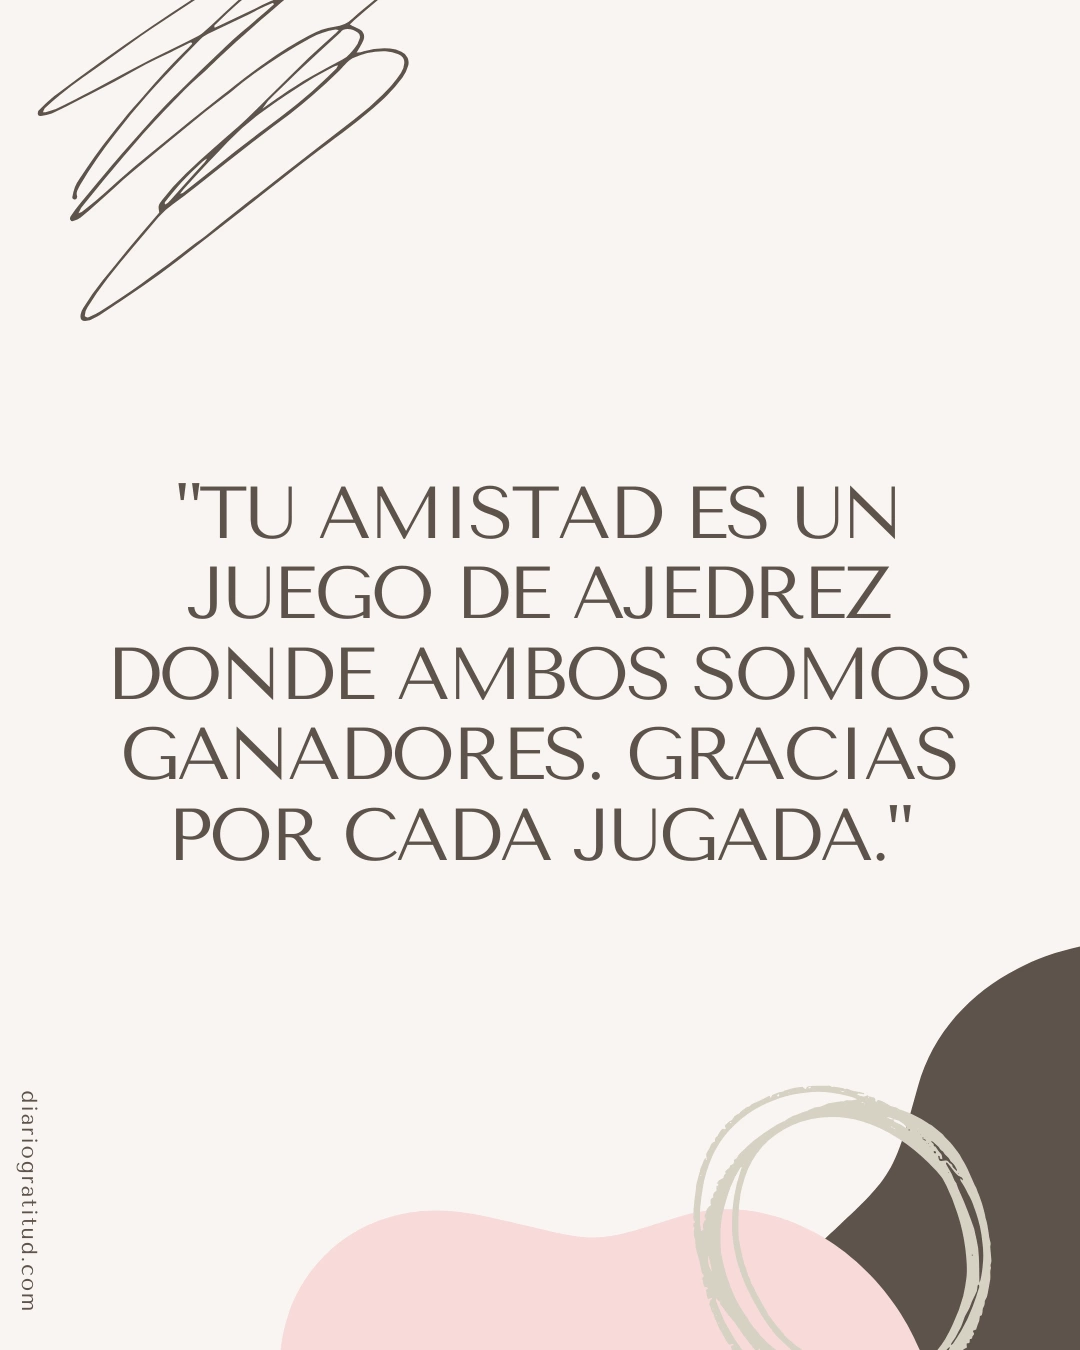 "TU AMISTAD ES UN
JUEGO DE AJEDREZ
DONDE AMBOS SOMOS
GANADORES. GRACIAS
POR CADA JUGADA."
diariogratitud.com